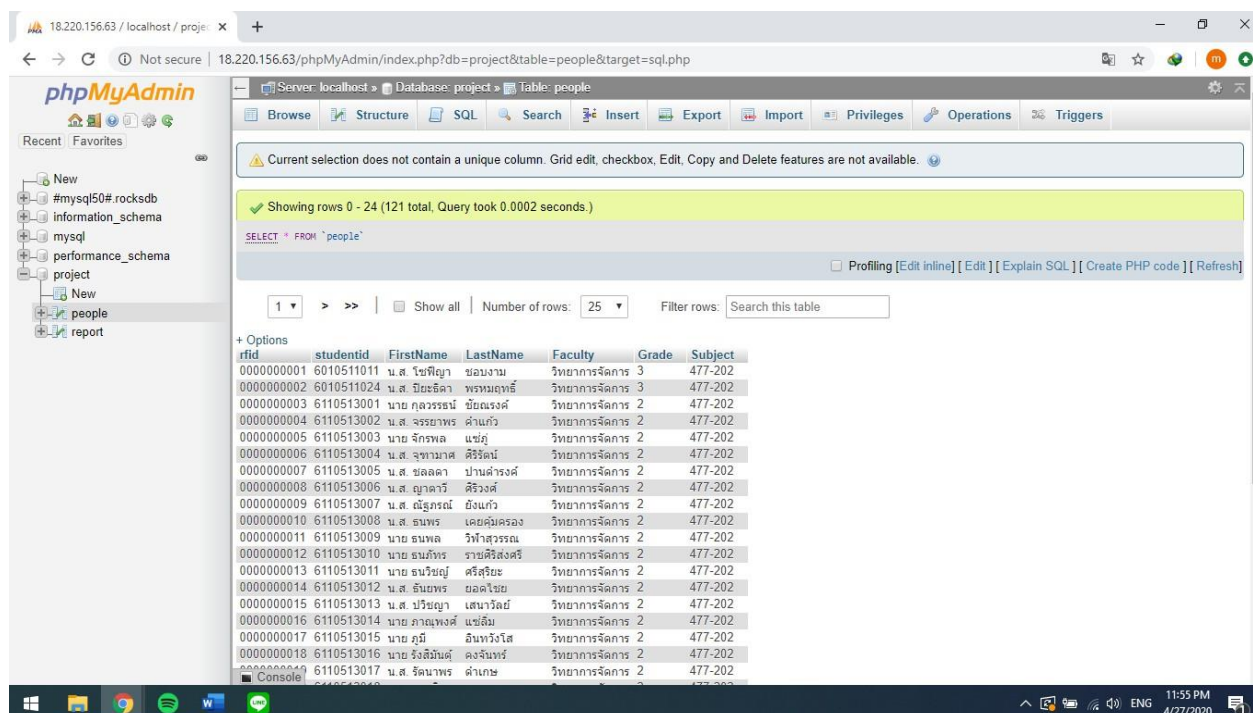 18.220.156.63 / localhost / projec
Not secure | 18.220.156.63/phpMyAdmin/index.php?db=project&table=people&target=sql.php
phpMyAdmin
Recent Favorites
New
#mysql50#.rocksdb
information_schema
mysql
performance_schema
project
New
people
report
Server: localhost » Database: project » Table: people
Browse Structure SQL Search Insert Export Import Privileges Operations Triggers
Current selection does not contain a unique column. Grid edit, checkbox, Edit, Copy and Delete features are not available.
Showing rows 0 - 24 (121 total, Query took 0.0002 seconds.)
SELECT * FROM `people`
Profiling [Edit inline] [ Edit ] [ Explain SQL ] [ Create PHP code ] [ Refresh]
1 > >> | Show all | Number of rows: 25 Filter rows: Search this table
+ Options
rfid studentid FirstName LastName Faculty Grade Subject
0000000001 6010511011 น.ส. โชฟีญา ชอบงาม วิทยาการจัดการ 3 477-202
0000000002 6010511024 น.ส. ปิยะธิดา พรหมฤทธิ์ วิทยาการจัดการ 3 477-202
0000000003 6110513001 นาย กุลวรรธน์ ชัยณรงค์ วิทยาการจัดการ 2 477-202
0000000004 6110513002 น.ส. จรรยาพร คำแก้ว วิทยาการจัดการ 2 477-202
0000000005 6110513003 นาย จักรพล แซ่ภู่ วิทยาการจัดการ 2 477-202
0000000006 6110513004 น.ส. จุฑามาศ ศิริรัตน์ วิทยาการจัดการ 2 477-202
0000000007 6110513005 น.ส. ชลลดา ปานดำรงค์ วิทยาการจัดการ 2 477-202
0000000008 6110513006 น.ส. ญาดาวี ศิริวงศ์ วิทยาการจัดการ 2 477-202
0000000009 6110513007 น.ส. ณัฐภรณ์ ยังแก้ว วิทยาการจัดการ 2 477-202
0000000010 6110513008 น.ส. ธนพร เคยคุ้มครอง วิทยาการจัดการ 2 477-202
0000000011 6110513009 นาย ธนพล วิฬาสุวรรณ วิทยาการจัดการ 2 477-202
0000000012 6110513010 นาย ธนภัทร ราชศิริส่งศรี วิทยาการจัดการ 2 477-202
0000000013 6110513011 นาย ธนวิชญ์ ศรีสุริยะ วิทยาการจัดการ 2 477-202
0000000014 6110513012 น.ส. ธันยพร ยอดไชย วิทยาการจัดการ 2 477-202
0000000015 6110513013 น.ส. ปวิชญา เสนาวัลย์ วิทยาการจัดการ 2 477-202
0000000016 6110513014 นาย ภาณุพงศ์ แซ่ลิ่ม วิทยาการจัดการ 2 477-202
0000000017 6110513015 นาย ภูมิ อินทวังโส วิทยาการจัดการ 2 477-202
0000000018 6110513016 นาย รังสิมันตุ์ คงจันทร์ วิทยาการจัดการ 2 477-202
6110513017 น.ส. รัตนาพร ดำเกษ วิทยาการจัดการ 2 477-202
Console
ENG 11:55 PM
4/27/2020